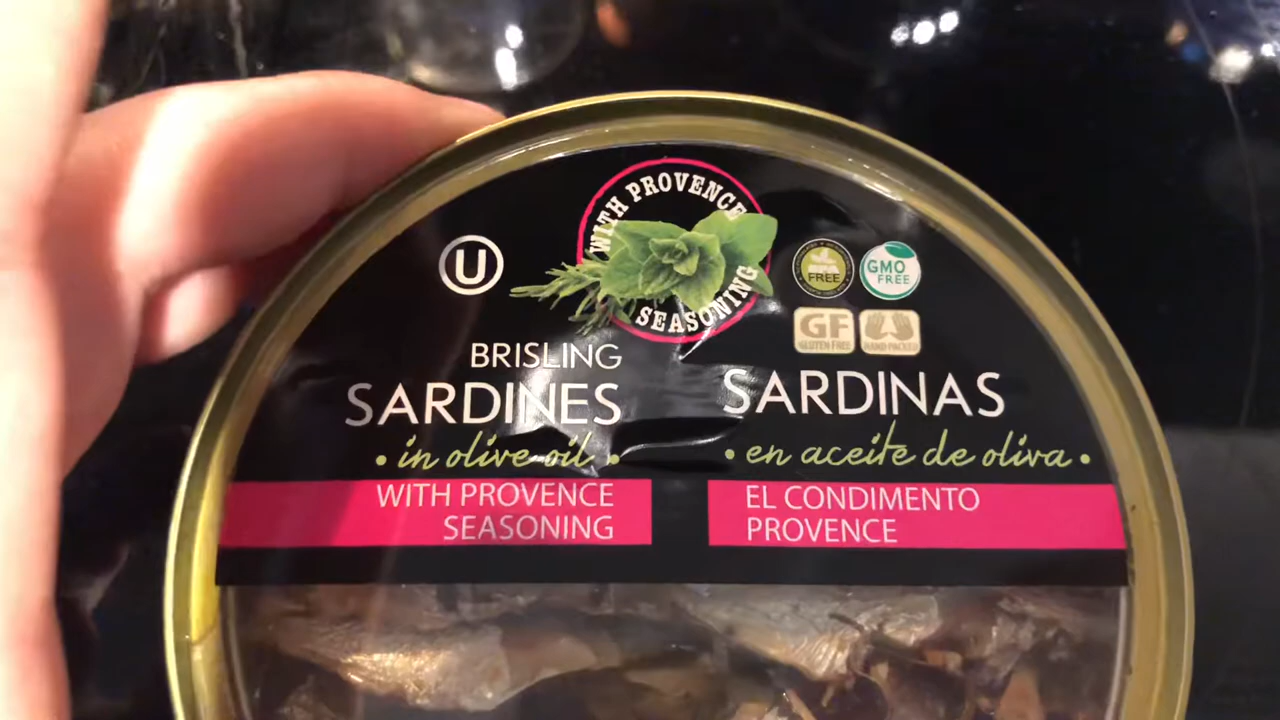 WITH PROVENCE
SEASONING
U
BPA
FREE
GMO
FREE
GF
GLUTEN-FREE
HAND PACKED
BRISLING
SARDINES
• in olive oil •
WITH PROVENCE
SEASONING
SARDINAS
• en aceite de oliva •
EL CONDIMENTO
PROVENCE